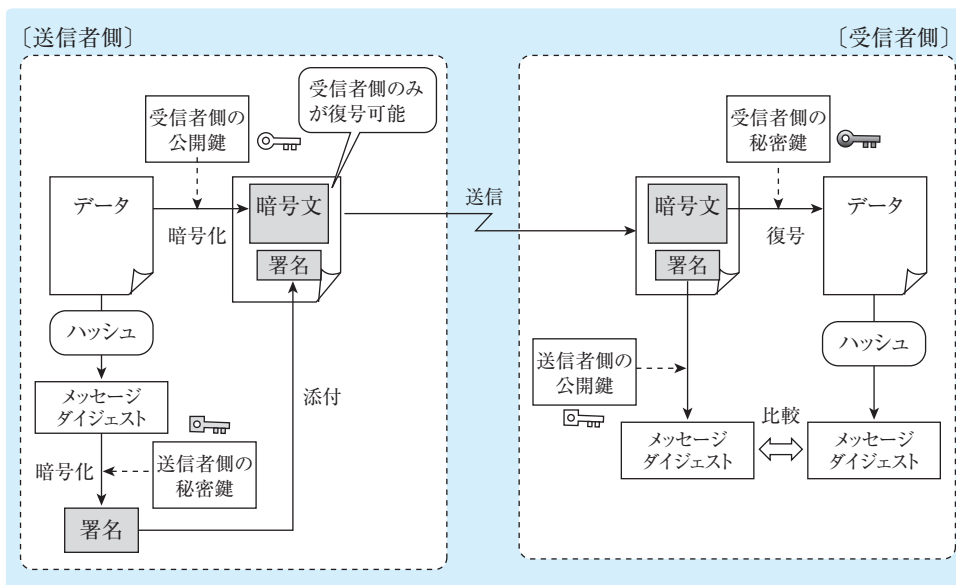 〔送信者側〕
受信者側の
公開鍵
受信者側のみ
が復号可能
データ
暗号化
暗号文
署名
ハッシュ
メッセージ
ダイジェスト
暗号化
送信者側の
秘密鍵
署名
添付
送信
〔受信者側〕
受信者側の
秘密鍵
暗号文
署名
復号
データ
ハッシュ
送信者側の
公開鍵
メッセージ
ダイジェスト
比較
メッセージ
ダイジェスト